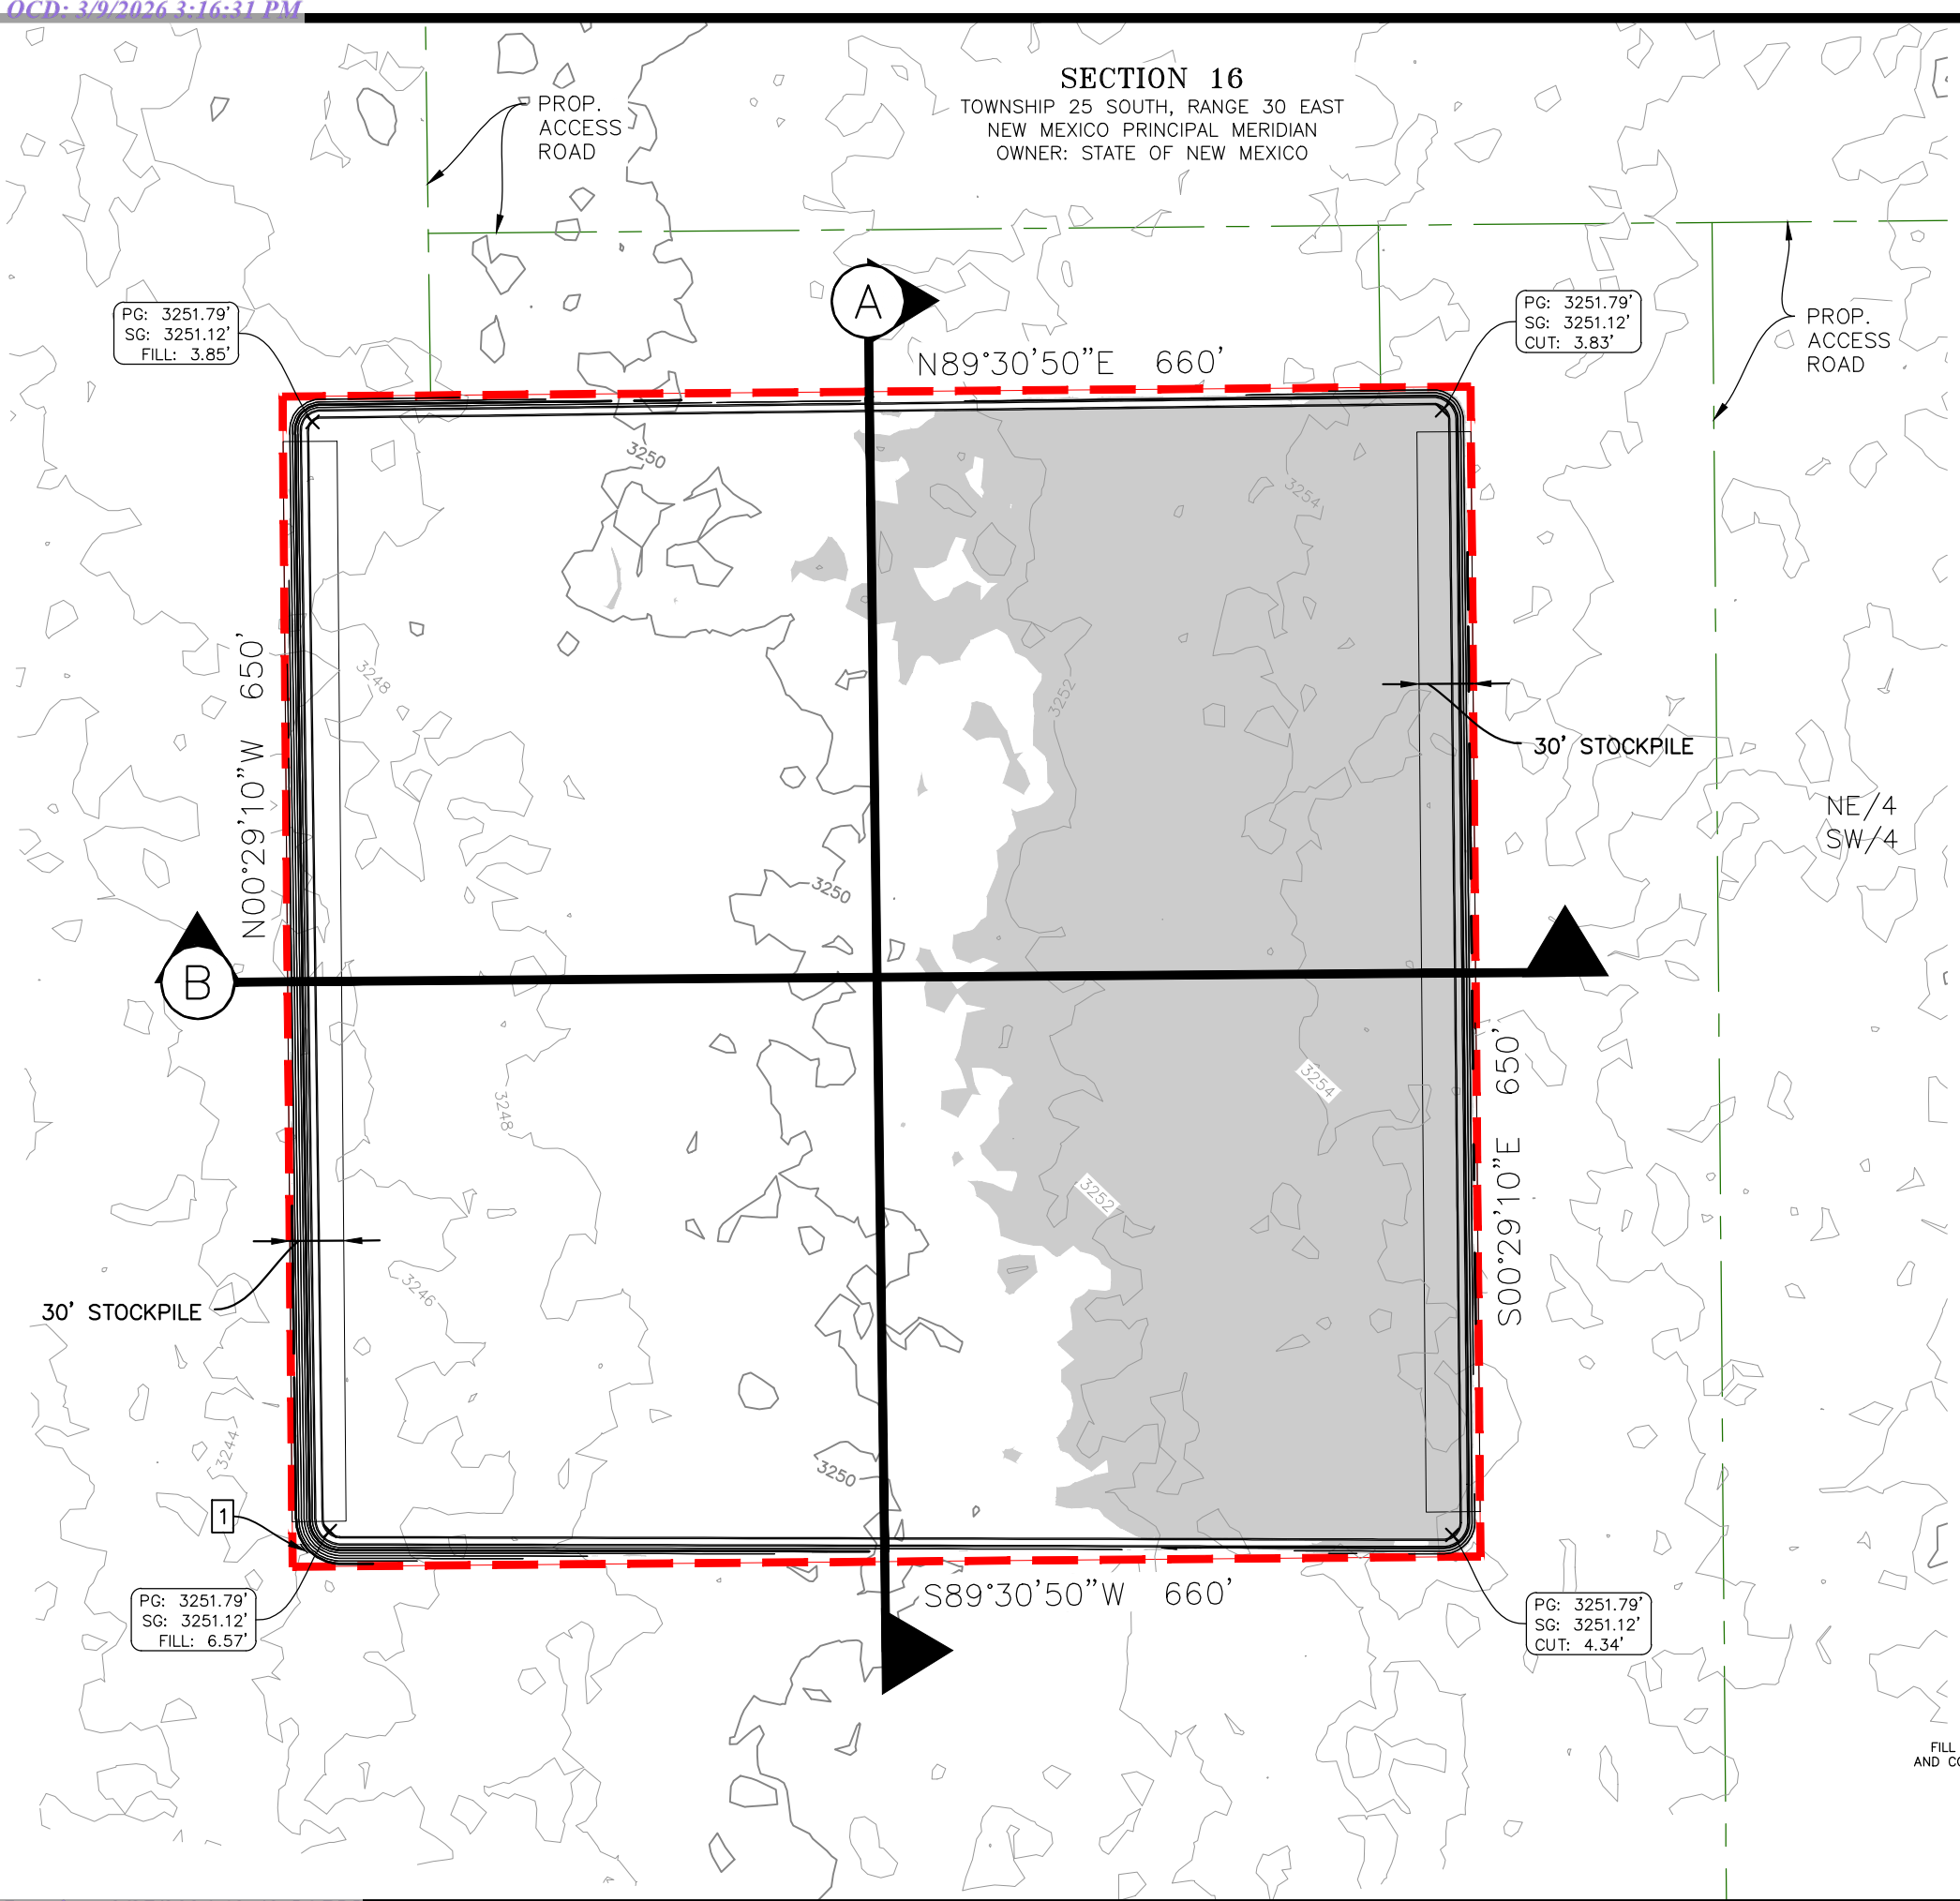 OCD: 3/9/2026 3:16:31 PM
SECTION 16
TOWNSHIP 25 SOUTH, RANGE 30 EAST
NEW MEXICO PRINCIPAL MERIDIAN
OWNER: STATE OF NEW MEXICO
PROP.
ACCESS
ROAD
PG: 3251.79'
SG: 3251.12'
FILL: 3.85'
A
PG: 3251.79'
SG: 3251.12'
CUT: 3.83'
PROP.
ACCESS
ROAD
N89°30'50"E 660'
3250
3254
N00°29'10"W 650'
3248
3252
30' STOCKPILE
NE/4
SW/4
3250
B
3254
3248
S00°29'10"E 650'
3252
3246
30' STOCKPILE
3244
3250
1
PG: 3251.79'
SG: 3251.12'
FILL: 6.57'
S89°30'50"W 660'
PG: 3251.79'
SG: 3251.12'
CUT: 4.34'
FILL
AND